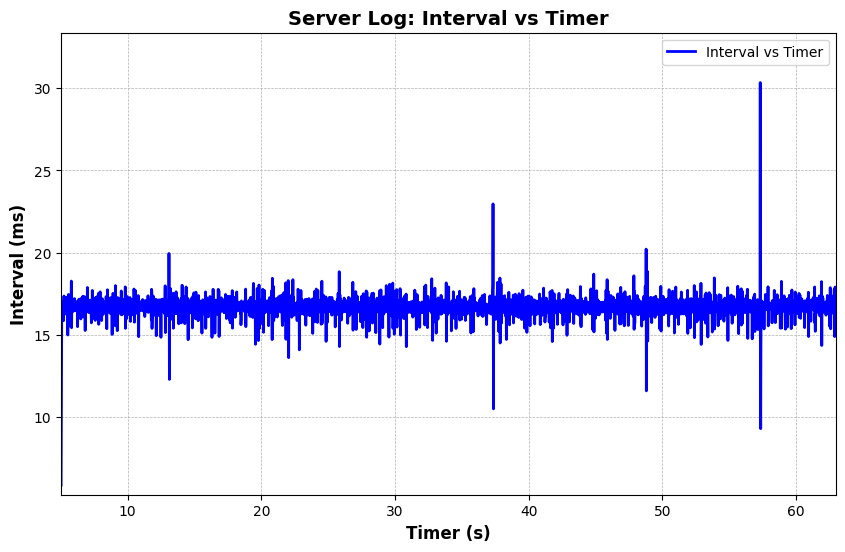 Server Log: Interval vs Timer
Interval vs Timer
Interval (ms)
30
25
20
15
10
10 20 30 40 50 60
Timer (s)